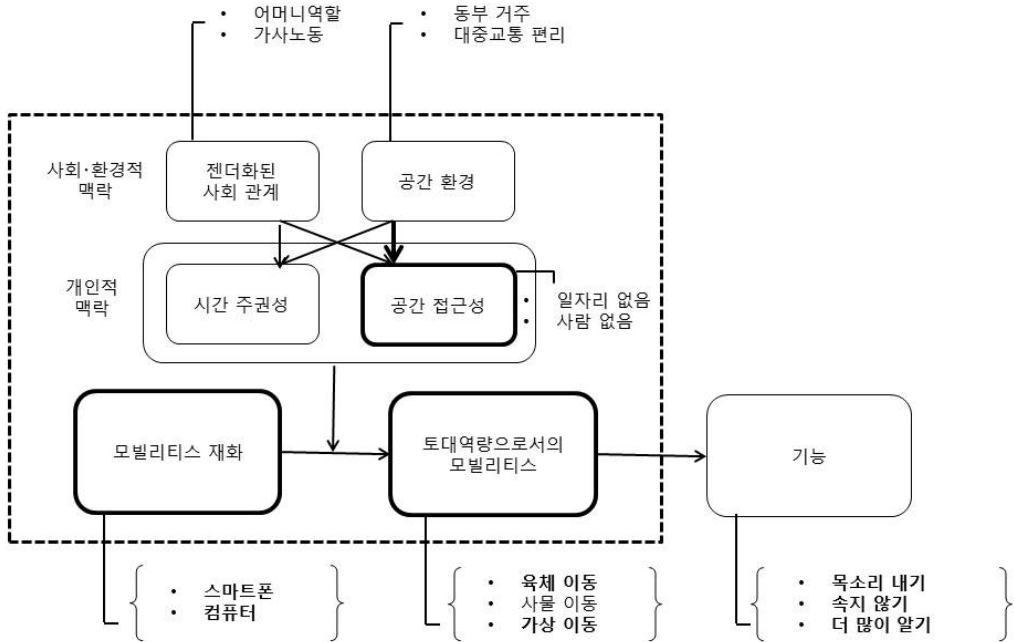 • 어머니역할
• 가사노동
• 동부 거주
• 대중교통 편리
사회·환경적
맥락
젠더화된
사회 관계
공간 환경
개인적
맥락
시간 주권성
공간 접근성
• 일자리 없음
• 사람 없음
모빌리티스 재화
토대역량으로서의
모빌리티스
기능
• 스마트폰
• 컴퓨터
• 육체 이동
• 사물 이동
• 가상 이동
• 목소리 내기
• 속지 않기
• 더 많이 알기